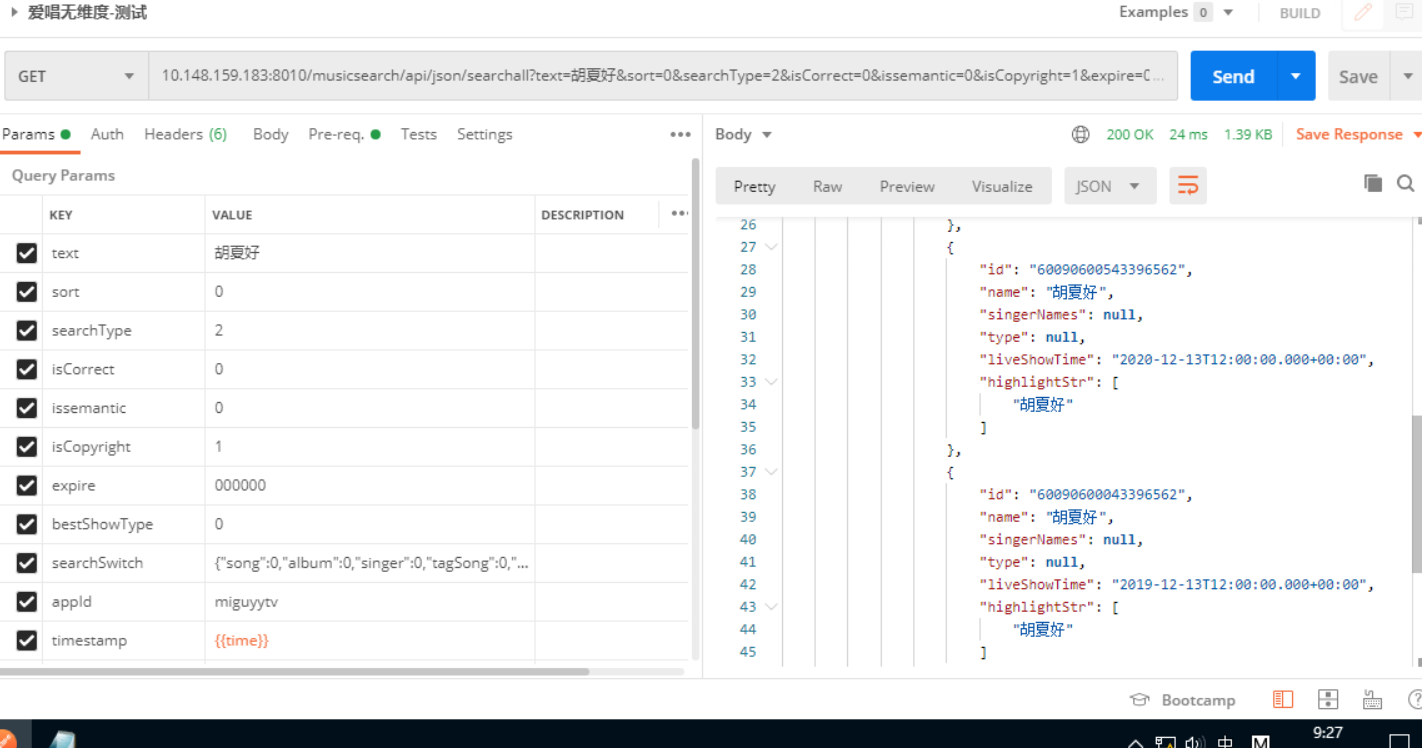 爱唱无维度-测试
Examples 0
BUILD
GET
10.148.159.183:8010/musicsearch/api/json/searchall?text=胡夏好&sort=0&searchType=2&isCorrect=0&issemantic=0&isCopyright=1&expire=0...
Send
Save
Params
Auth
Headers (6)
Body
Pre-req.
Tests
Settings
Body
200 OK
24 ms
1.39 KB
Save Response
Query Params
Pretty
Raw
Preview
Visualize
JSON
KEY VALUE DESCRIPTION
text 胡夏好
sort 0
searchType 2
isCorrect 0
issemantic 0
isCopyright 1
expire 000000
bestShowType 0
searchSwitch {"song":0,"album":0,"singer":0,"tagSong":0,"...
appId miguyytv
timestamp {{time}}
26 },
27 {
28 "id": "60090600543396562",
29 "name": "胡夏好",
30 "singerNames": null,
31 "type": null,
32 "liveShowTime": "2020-12-13T12:00:00.000+00:00",
33 "highlightStr": [
34 "胡夏好"
35 ]
36 },
37 {
38 "id": "60090600043396562",
39 "name": "胡夏好",
40 "singerNames": null,
41 "type": null,
42 "liveShowTime": "2019-12-13T12:00:00.000+00:00",
43 "highlightStr": [
44 "胡夏好"
45 ]
Bootcamp
中
M
9:27